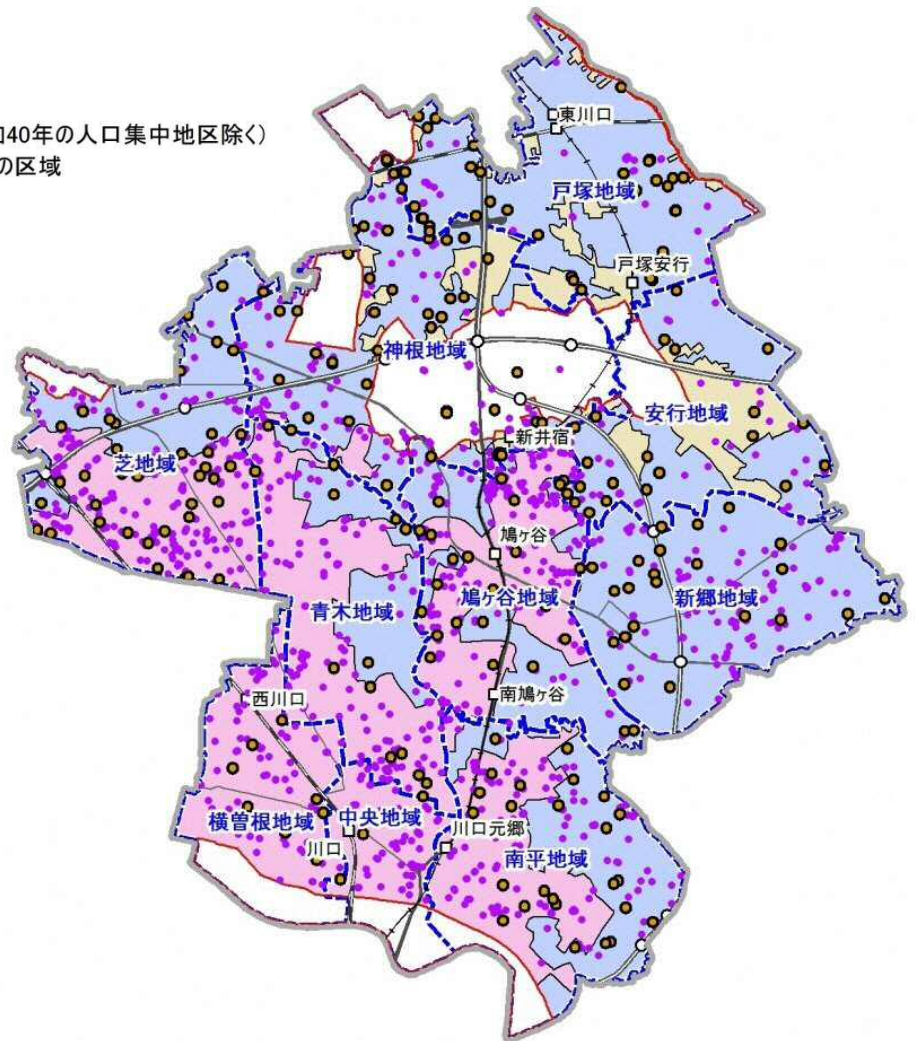 40年の人口集中地区除く）
の区域
東川口
戸塚地域
戸塚安行
神根地域
安行地域
新井宿
芝地域
鳩ヶ谷
鳩ヶ谷地域
新郷地域
青木地域
西川口
南鳩ヶ谷
横曽根地域
中央地域
川口元郷
川口
南平地域